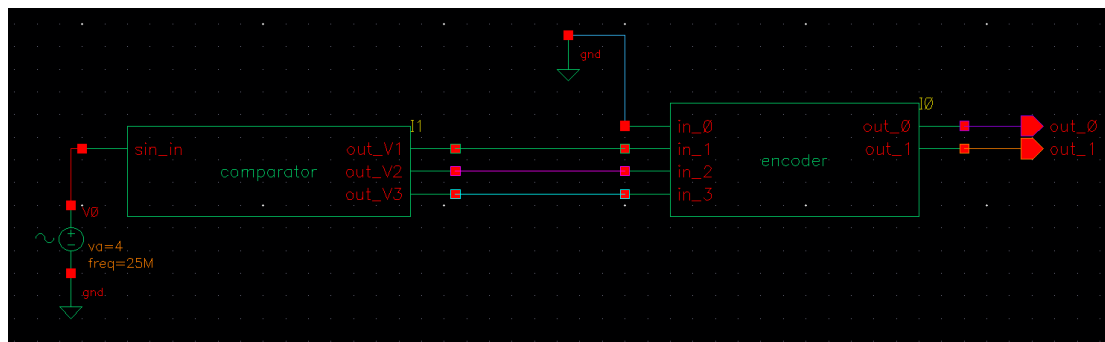 gnd
I1
sin_in
out_V1
out_V2
out_V3
comparator
V0
va=4
freq=25M
gnd
I0
in_0
in_1
in_2
in_3
encoder
out_0
out_1
out_0
out_1